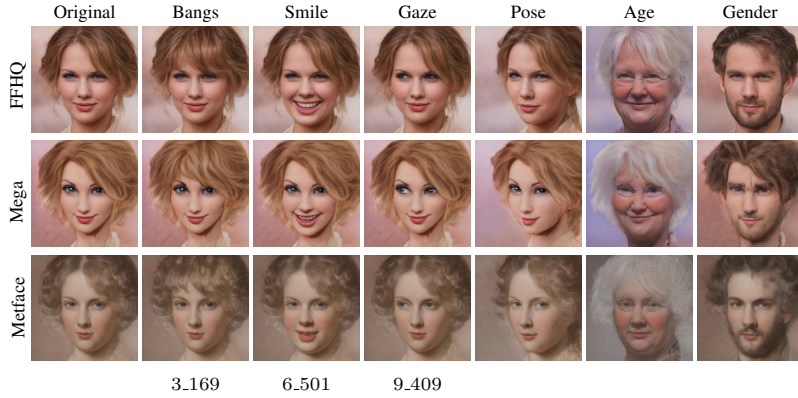 Original Bangs Smile Gaze Pose Age Gender
FFHQ
Mega
Metface
3_169 6_501 9_409